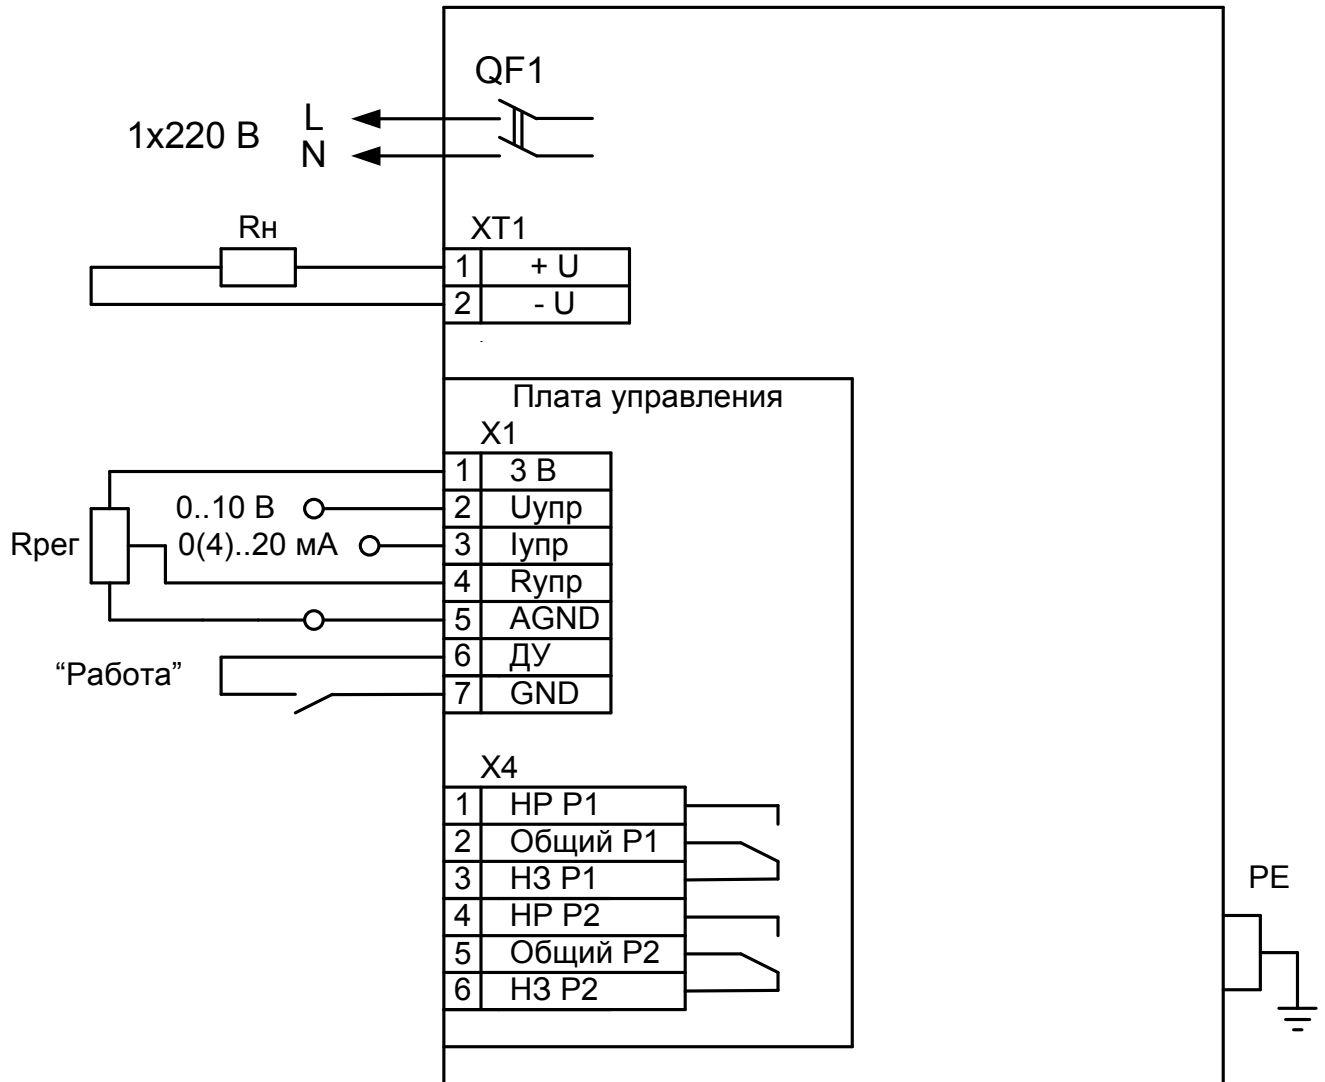 QF1
1x220 В
L
N
Rн
XT1
1 + U
2 - U
Плата управления
X1
1 3 В
0..10 В 2 Uупр
Rрег 0(4)..20 мА 3 Iупр
4 Rупр
5 AGND
6 ДУ
“Работа”
7 GND
X4
1 НР Р1
2 Общий Р1
3 НЗ Р1
4 НР Р2
5 Общий Р2
6 НЗ Р2
PE